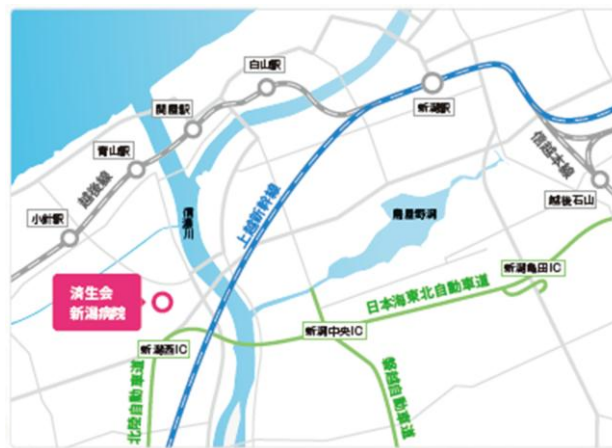 白山駅
関屋駅
新潟駅
青山駅
越後線
小針駅
信濃川
上越新幹線
鳥屋野潟
信越本線
越後石山
済生会
新潟病院
新潟西IC
新潟中央IC
新潟亀田IC
日本海東北自動車道
北陸自動車道
磐越自動車道